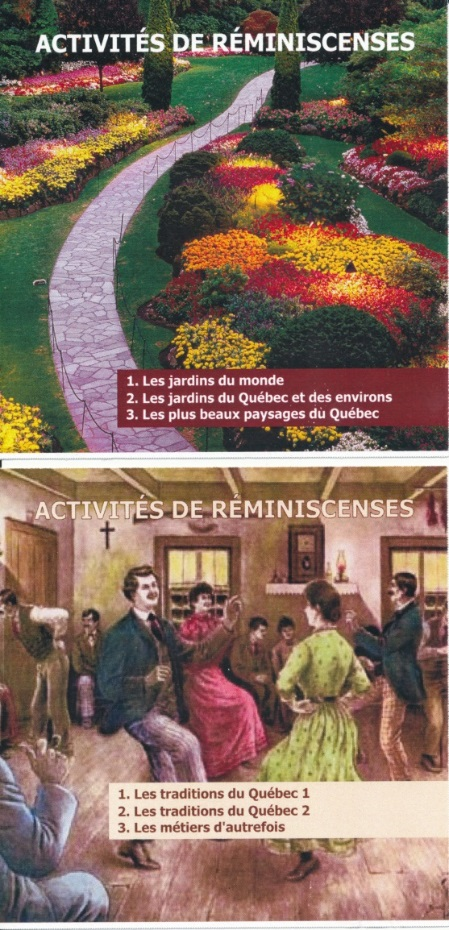 ACTIVITÉS DE RÉMINISCENSES
1. Les jardins du monde
2. Les jardins du Québec et des environs
3. Les plus beaux paysages du Québec
ACTIVITÉS DE RÉMINISCENSES
1. Les traditions du Québec 1
2. Les traditions du Québec 2
3. Les métiers d'autrefois